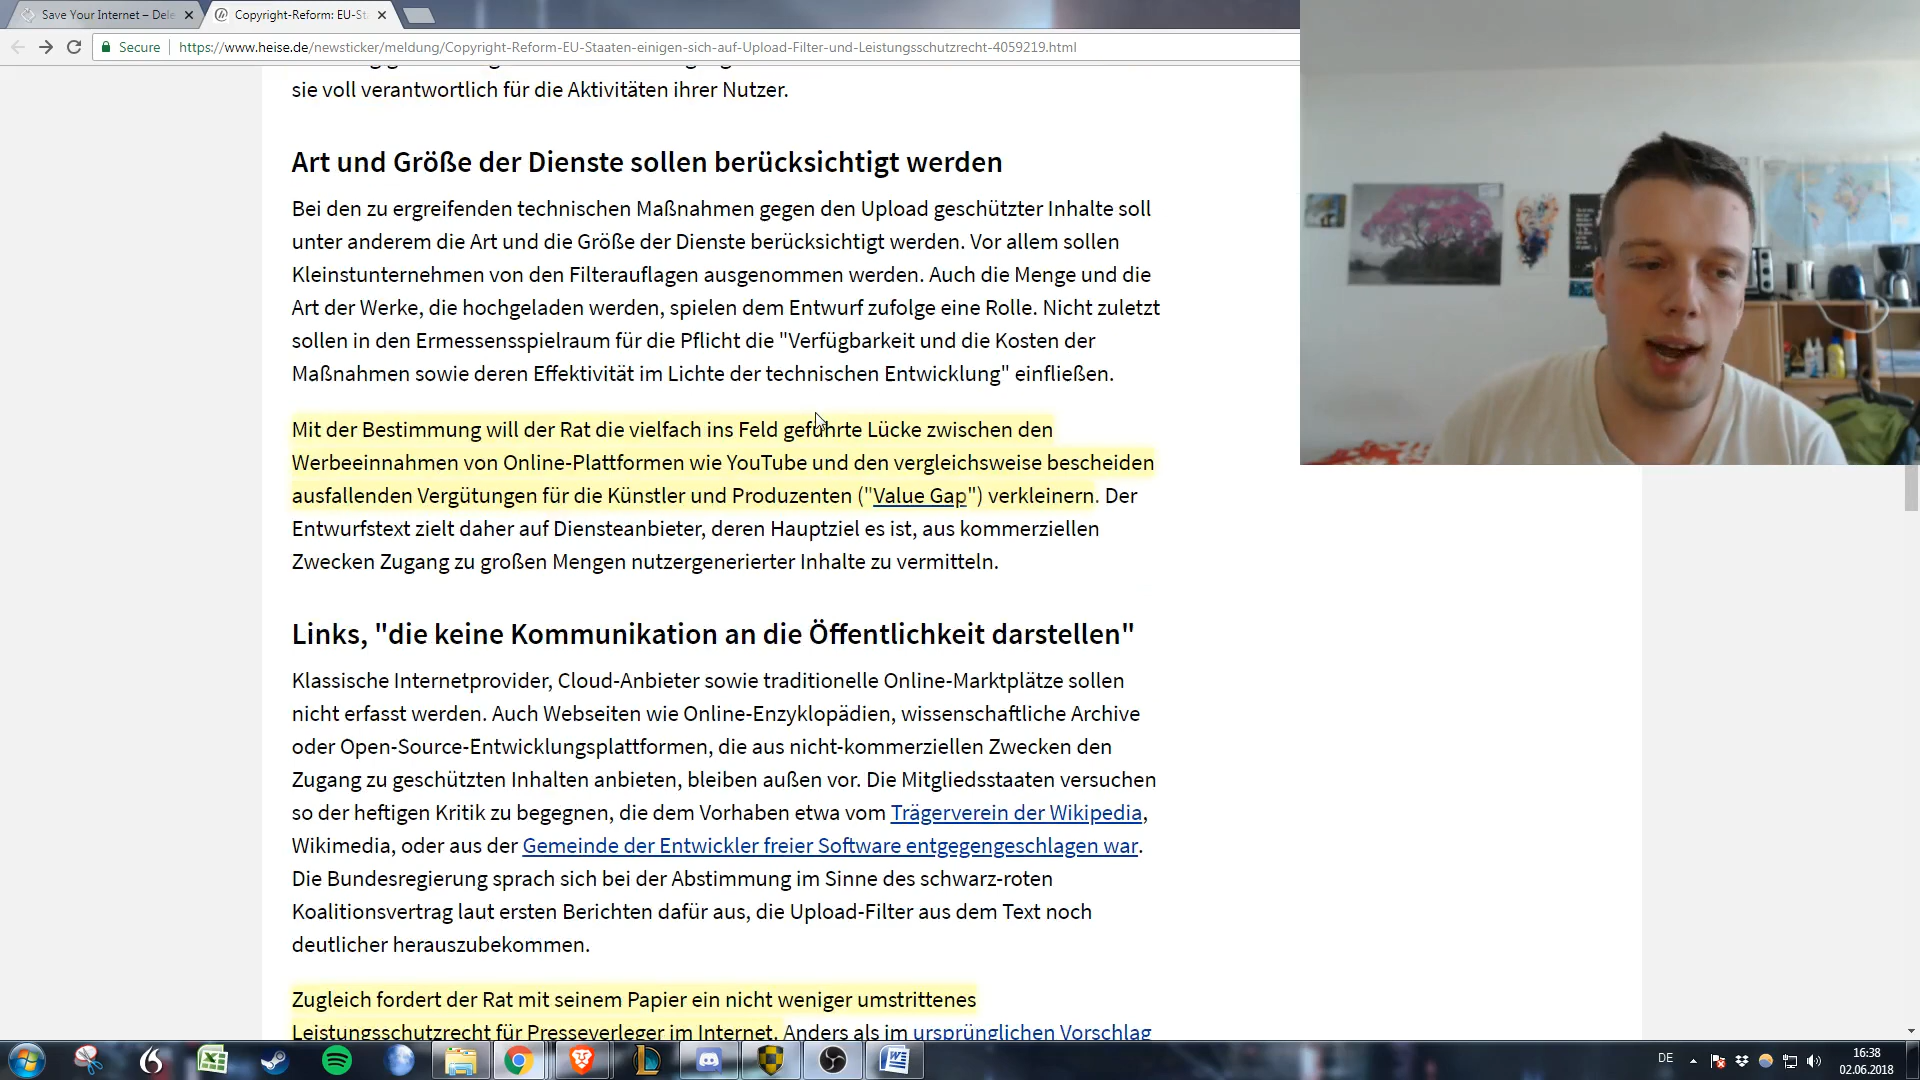 Save Your Internet – Dele
Copyright-Reform: EU-St
Secure
https://www.heise.de/newsticker/meldung/Copyright-Reform-EU-Staaten-einigen-sich-auf-Upload-Filter-und-Leistungsschutzrecht-4059219.html
sie voll verantwortlich für die Aktivitäten ihrer Nutzer.
Art und Größe der Dienste sollen berücksichtigt werden
Bei den zu ergreifenden technischen Maßnahmen gegen den Upload geschützter Inhalte soll
unter anderem die Art und die Größe der Dienste berücksichtigt werden. Vor allem sollen
Kleinstunternehmen von den Filterauflagen ausgenommen werden. Auch die Menge und die
Art der Werke, die hochgeladen werden, spielen dem Entwurf zufolge eine Rolle. Nicht zuletzt
sollen in den Ermessensspielraum für die Pflicht die "Verfügbarkeit und die Kosten der
Maßnahmen sowie deren Effektivität im Lichte der technischen Entwicklung" einfließen.
Mit der Bestimmung will der Rat die vielfach ins Feld geführte Lücke zwischen den
Werbeeinnahmen von Online-Plattformen wie YouTube und den vergleichsweise bescheiden
ausfallenden Vergütungen für die Künstler und Produzenten ("Value Gap") verkleinern. Der
Entwurfstext zielt daher auf Diensteanbieter, deren Hauptziel es ist, aus kommerziellen
Zwecken Zugang zu großen Mengen nutzergenerierter Inhalte zu vermitteln.
Links, "die keine Kommunikation an die Öffentlichkeit darstellen"
Klassische Internetprovider, Cloud-Anbieter sowie traditionelle Online-Marktplätze sollen
nicht erfasst werden. Auch Webseiten wie Online-Enzyklopädien, wissenschaftliche Archive
oder Open-Source-Entwicklungsplattformen, die aus nicht-kommerziellen Zwecken den
Zugang zu geschützten Inhalten anbieten, bleiben außen vor. Die Mitgliedsstaaten versuchen
so der heftigen Kritik zu begegnen, die dem Vorhaben etwa vom Trägerverein der Wikipedia,
Wikimedia, oder aus der Gemeinde der Entwickler freier Software entgegengeschlagen war.
Die Bundesregierung sprach sich bei der Abstimmung im Sinne des schwarz-roten
Koalitionsvertrag laut ersten Berichten dafür aus, die Upload-Filter aus dem Text noch
deutlicher herauszubekommen.
Zugleich fordert der Rat mit seinem Papier ein nicht weniger umstrittenes
Leistungsschutzrecht für Presseverleger im Internet. Anders als im ursprünglichen Vorschlag
DE
16:38
02.06.2018